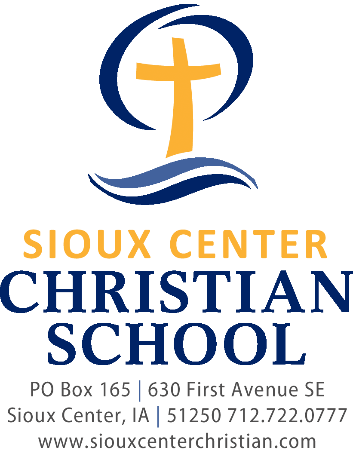 SIOUX CENTER
CHRISTIAN
SCHOOL
PO Box 165 | 630 First Avenue SE
Sioux Center, IA | 51250 712.722.0777
www.siouxcenterchristian.com